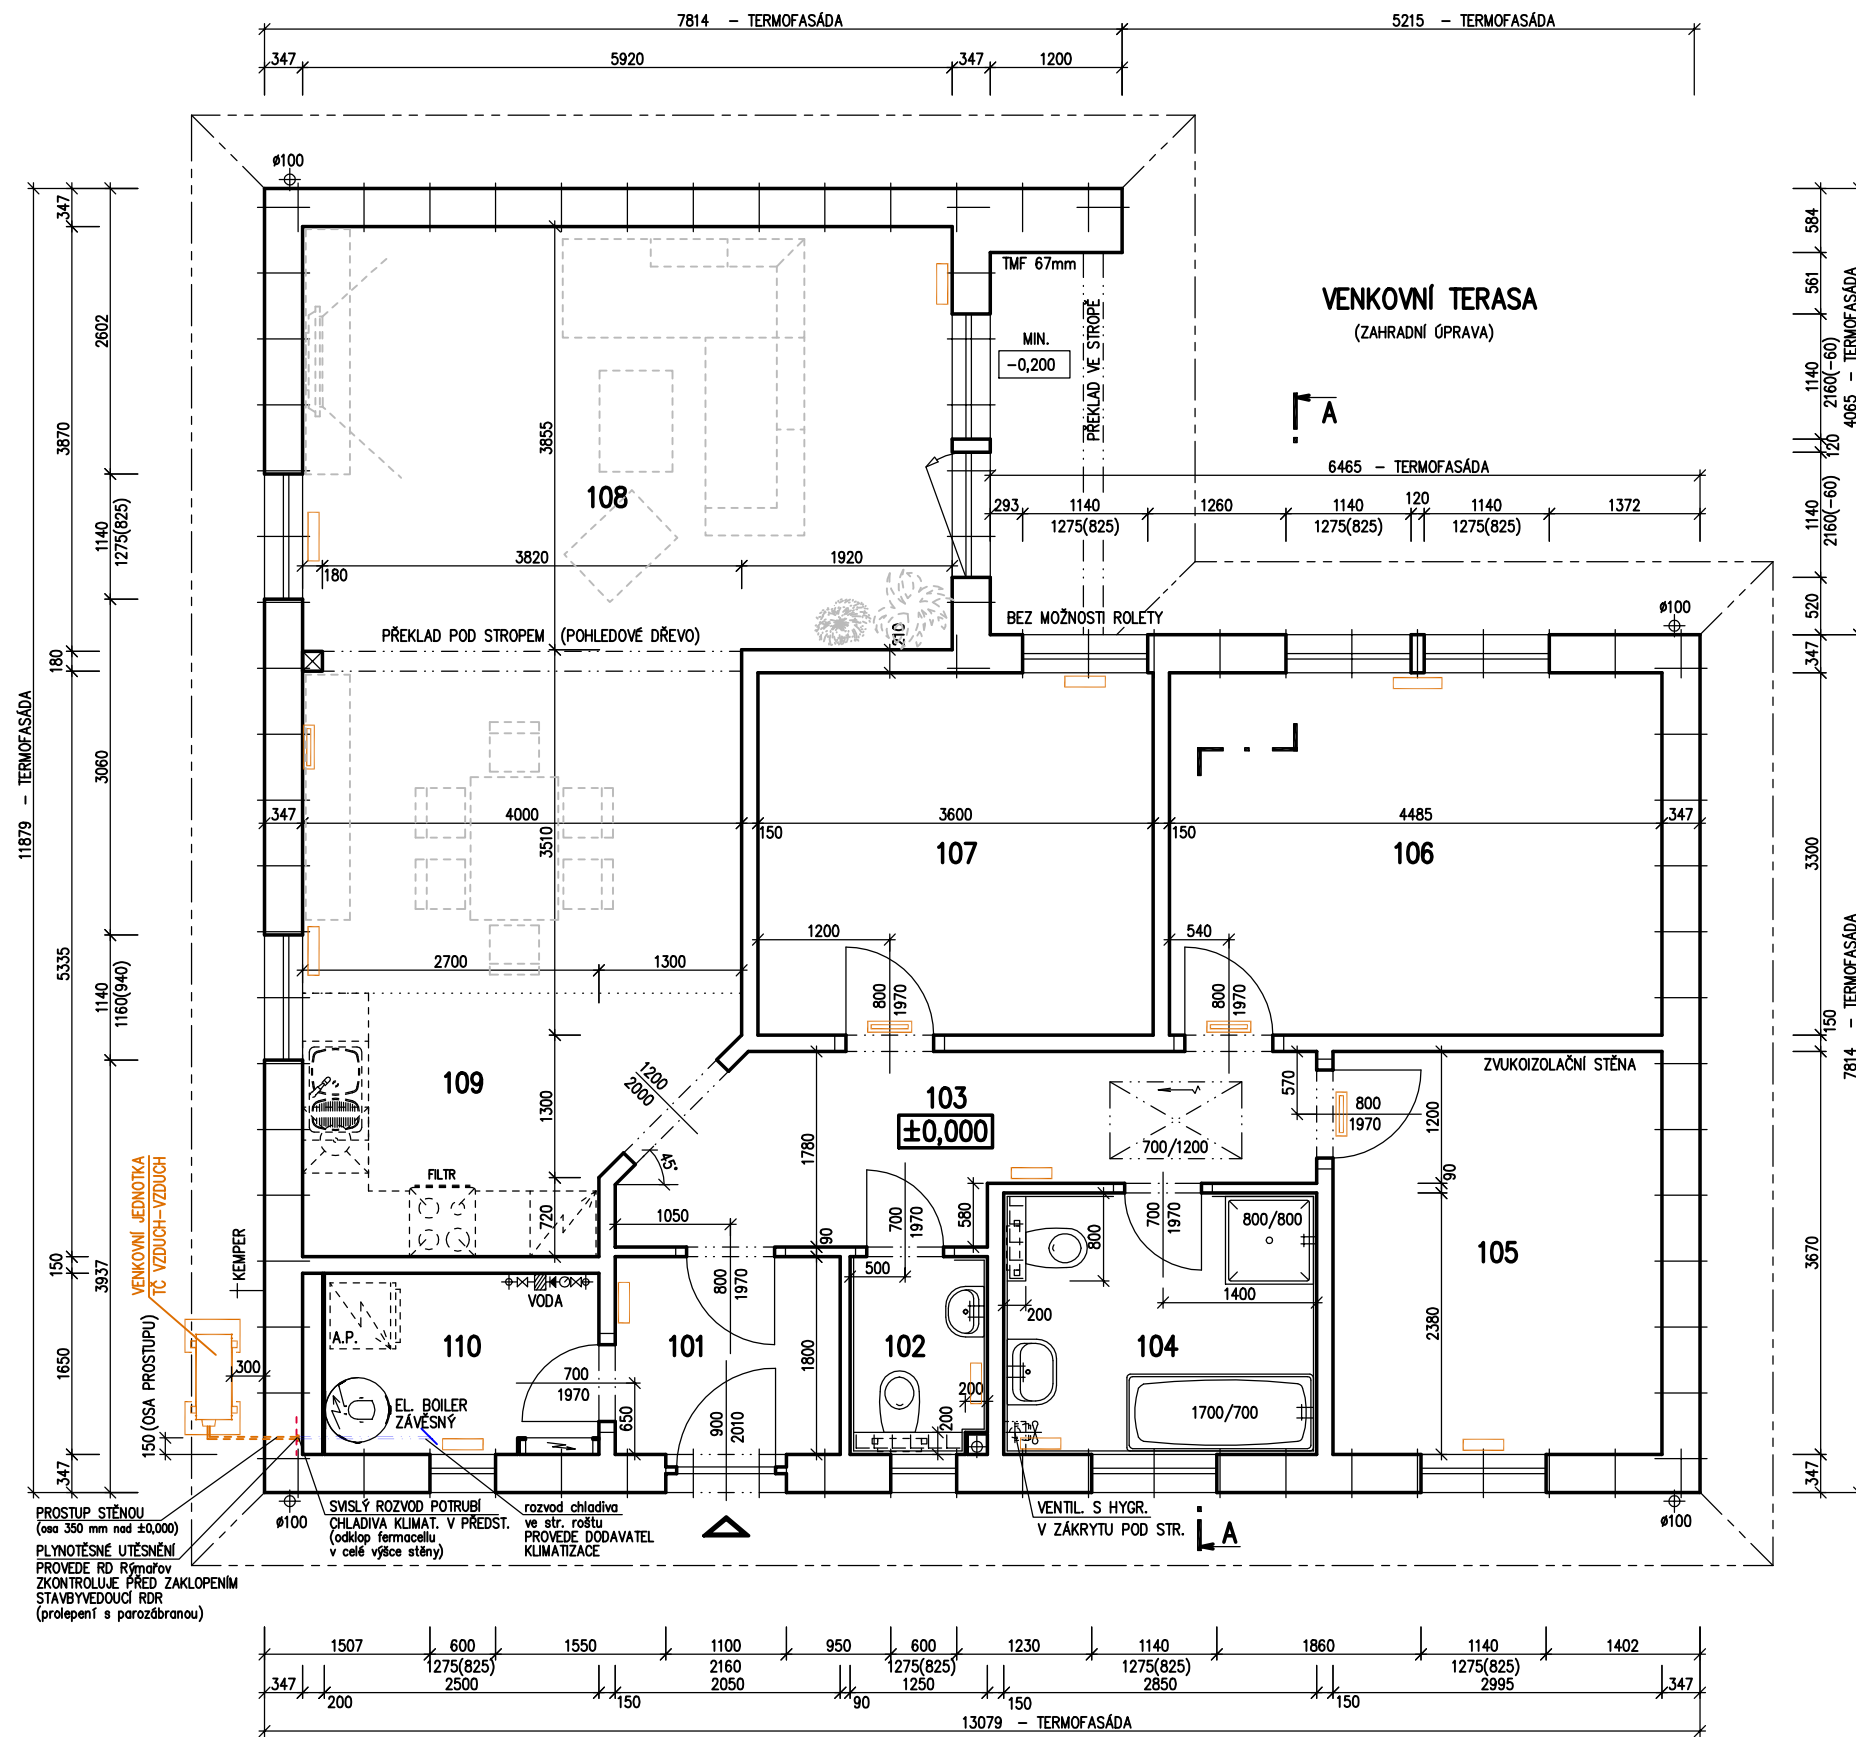 7814 - TERMOFASÁDA
5215 - TERMOFASÁDA
347
5920
347
1200
ø100
TMF 67mm
VENKOVNÍ TERASA
(ZAHRADNÍ ÚPRAVA)
MIN.
-0,200
PŘEKLAD VE STROPĚ
A
6465 - TERMOFASÁDA
293
1140
1260
1140
120
1140
1372
1275(825)
1275(825)
1275(825)
584
561
1140
2160(-60)
120
1140
2160(-60)
520
4065 - TERMOFASÁDA
347
2602
3870
1140
1275(825)
180
3060
11879 - TERMOFASÁDA
5335
1140
1160(940)
3937
150
1650
347
3855
108
3820
1920
180
210
PŘEKLAD POD STROPEM (POHLEDOVÉ DŘEVO)
BEZ MOŽNOSTI ROLETY
ø100
347
3300
150
7814 - TERMOFASÁDA
3670
347
347
4000
150
3600
150
4485
347
3510
107
106
1200
540
2700
1300
800
1970
800
1970
109
1200
2000
1300
45°
FILTR
720
103
±0,000
1780
700/1200
570
800
1970
ZVUKOIZOLAČNÍ STĚNA
1200
90
1050
90
700
1970
580
800
700
1970
800/800
105
VENKOVNÍ JEDNOTKA
TČ VZDUCH-VZDUCH
KEMPER
150 (OSA PROSTUPU)
300
VODA
A.P.
110
800
1970
101
500
102
200
1400
104
2380
EL. BOILER
ZÁVĚSNÝ
700
1970
650
1800
900
2010
200
200
1700/700
PROSTUP STĚNOU
(osa 350 mm nad ±0,000)
PLYNOTĚSNÉ UTĚSNĚNÍ
PROVEDE RD Rýmařov
ZKONTROLUJE PŘED ZAKLOPENÍM
STAVBYVEDOUCÍ RDR
(prolepení s parozábranou)
ø100
SVISLÝ ROZVOD POTRUBÍ
CHLADIVA KLIMAT. V PŘEDST.
(odklop fermacellu
v celé výšce stěny)
rozvod chladiva
ve str. roštu
PROVEDE DODAVATEL
KLIMATIZACE
VENTIL. S HYGR.
V ZÁKRYTU POD STR.
A
ø100
1507
600
1550
1100
950
600
1230
1140
1860
1140
1402
1275(825)
2160
1275(825)
1275(825)
1275(825)
347
200
2500
150
2050
90
1250
150
2850
150
2995
347
13079 - TERMOFASÁDA